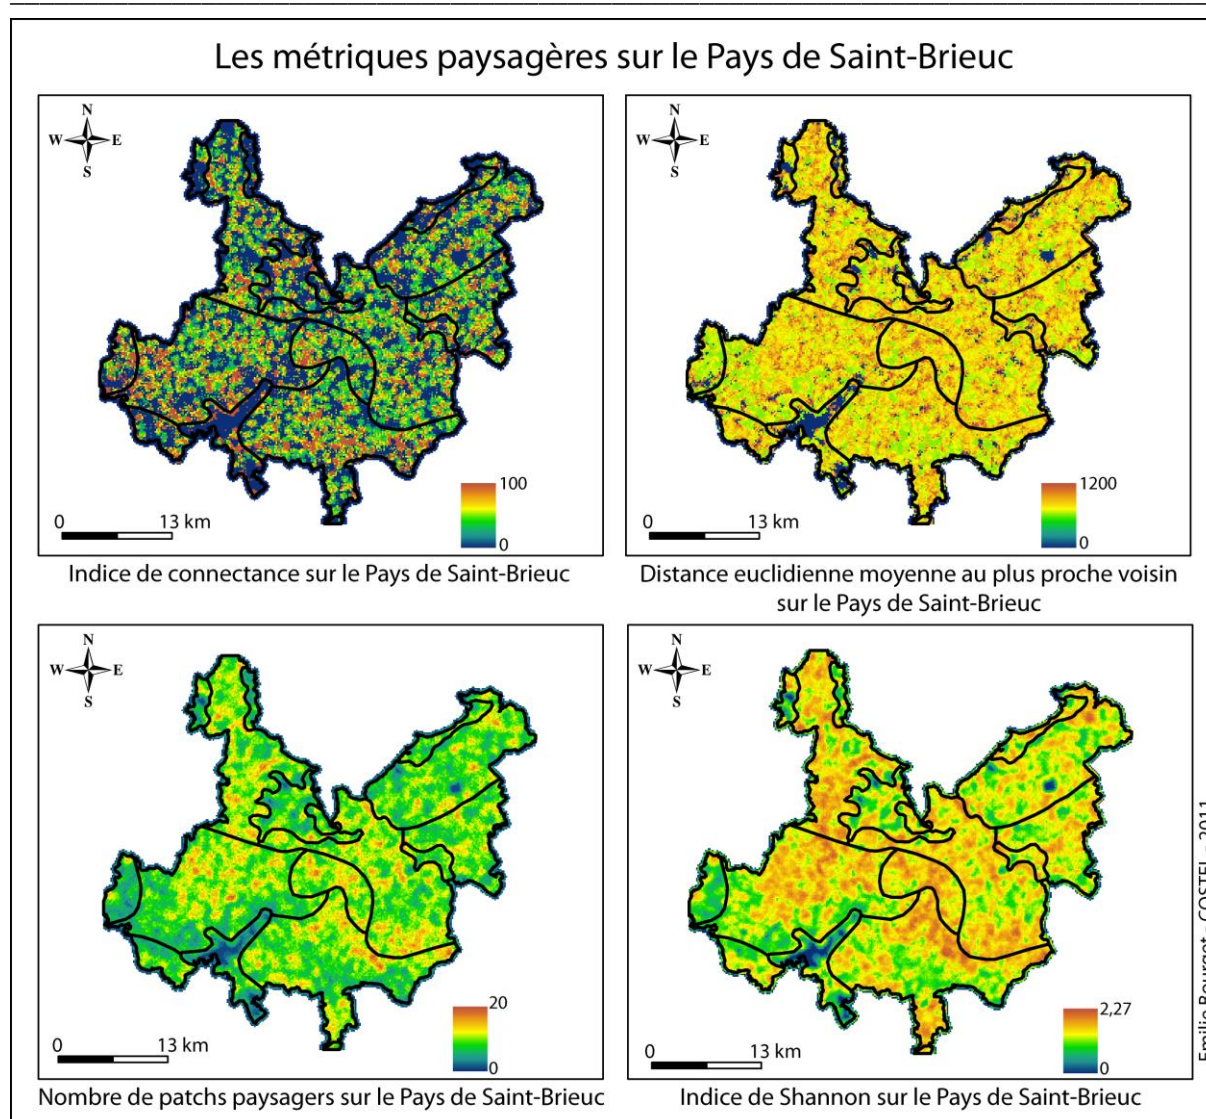 Les métriques paysagères sur le Pays de Saint-Brieuc
N
W E
S
100
0
0 13 km
Indice de connectance sur le Pays de Saint-Brieuc
N
W E
S
1200
0
0 13 km
Distance euclidienne moyenne au plus proche voisin
sur le Pays de Saint-Brieuc
N
W E
S
20
0
0 13 km
Nombre de patchs paysagers sur le Pays de Saint-Brieuc
N
W E
S
2,27
0
0 13 km
Indice de Shannon sur le Pays de Saint-Brieuc
Emilie Bourget - COSTEL - 2011